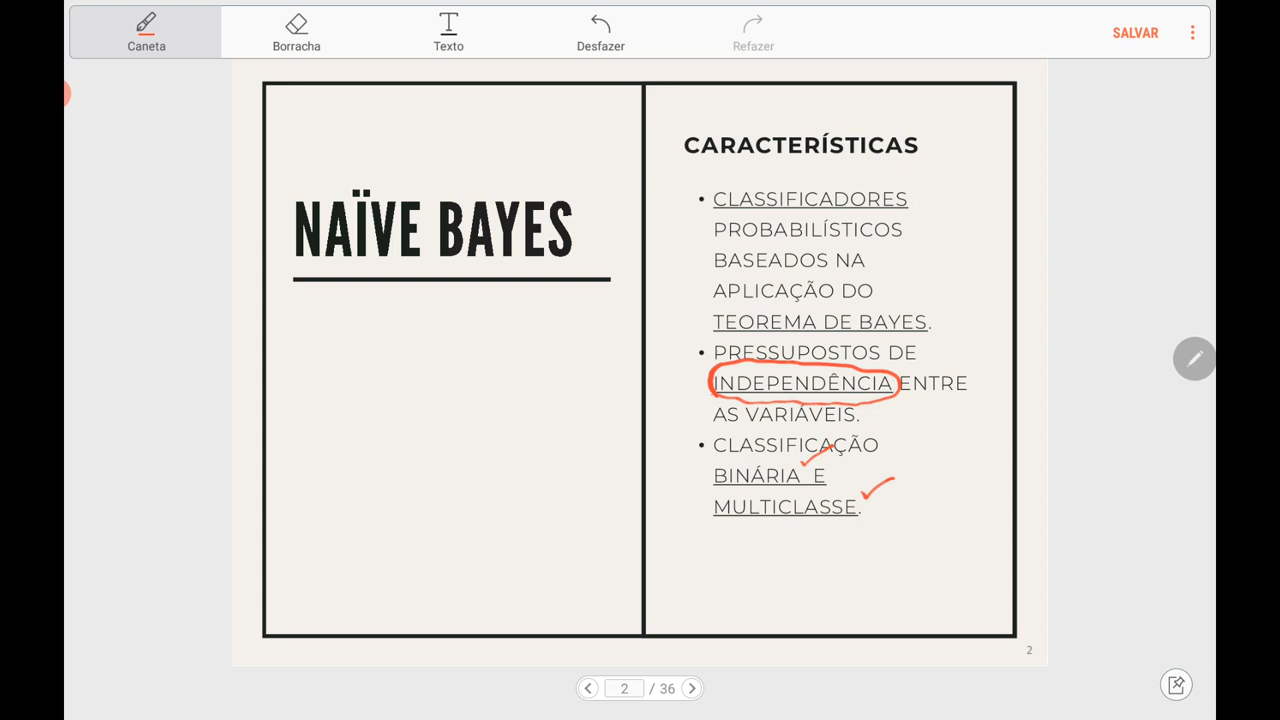 Caneta
Borracha
Texto
Desfazer
Refazer
SALVAR
NAÏVE BAYES
CARACTERÍSTICAS
• CLASSIFICADORES
PROBABILÍSTICOS
BASEADOS NA
APLICAÇÃO DO
TEOREMA DE BAYES.
• PRESSUPOSTOS DE
INDEPENDÊNCIA ENTRE
AS VARIÁVEIS.
• CLASSIFICAÇÃO
BINÁRIA E
MULTICLASSE.
2
2 / 36